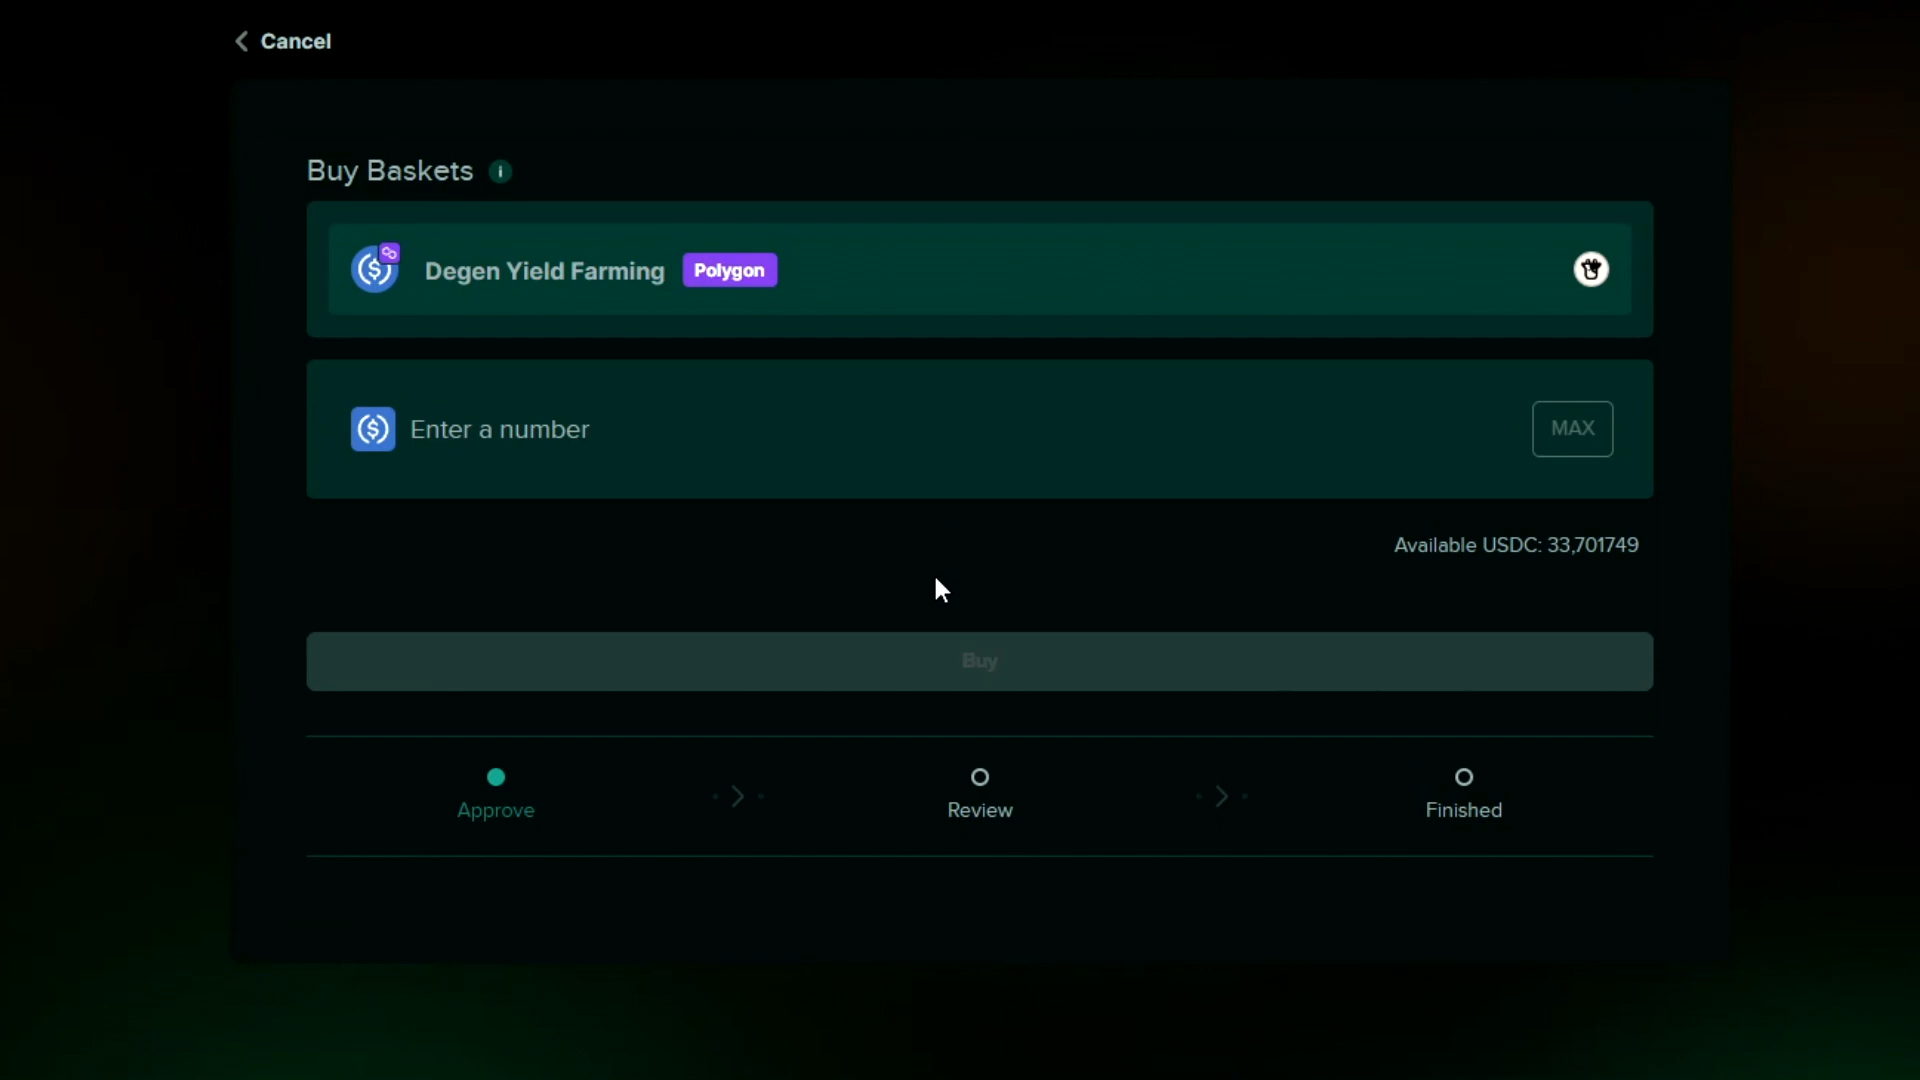 Cancel
Buy Baskets
Degen Yield Farming Polygon
Enter a number MAX
Available USDC: 33,701749
Buy
Approve Review Finished